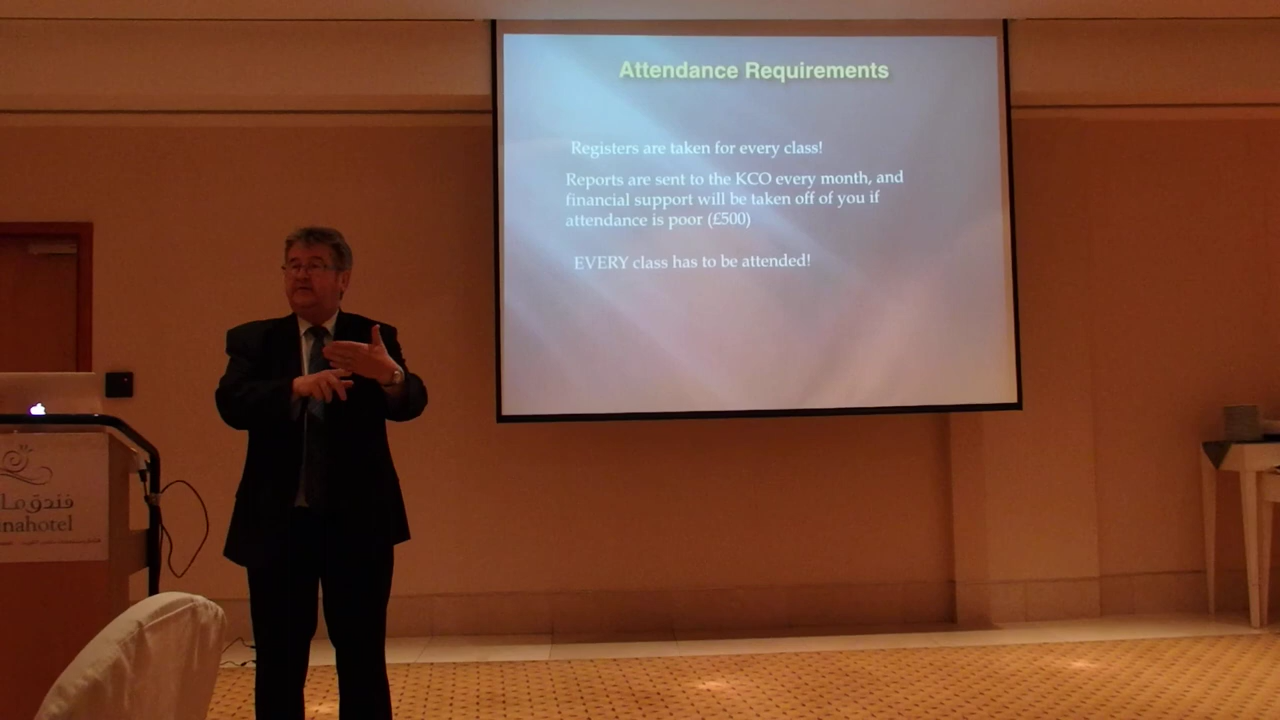 Attendance Requirements
Registers are taken for every class!
Reports are sent to the KCO every month, and
financial support will be taken off of you if
attendance is poor (£500)
EVERY class has to be attended!
فندق